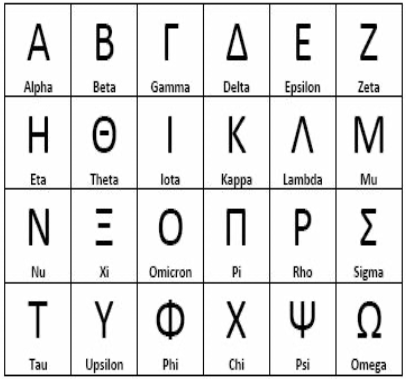 Α Β Γ Δ Ε Ζ
Alpha Beta Gamma Delta Epsilon Zeta
Η Θ Ι Κ Λ Μ
Eta Theta Iota Kappa Lambda Mu
Ν Ξ Ο Π Ρ Σ
Nu Xi Omicron Pi Rho Sigma
Τ Υ Φ Χ Ψ Ω
Tau Upsilon Phi Chi Psi Omega